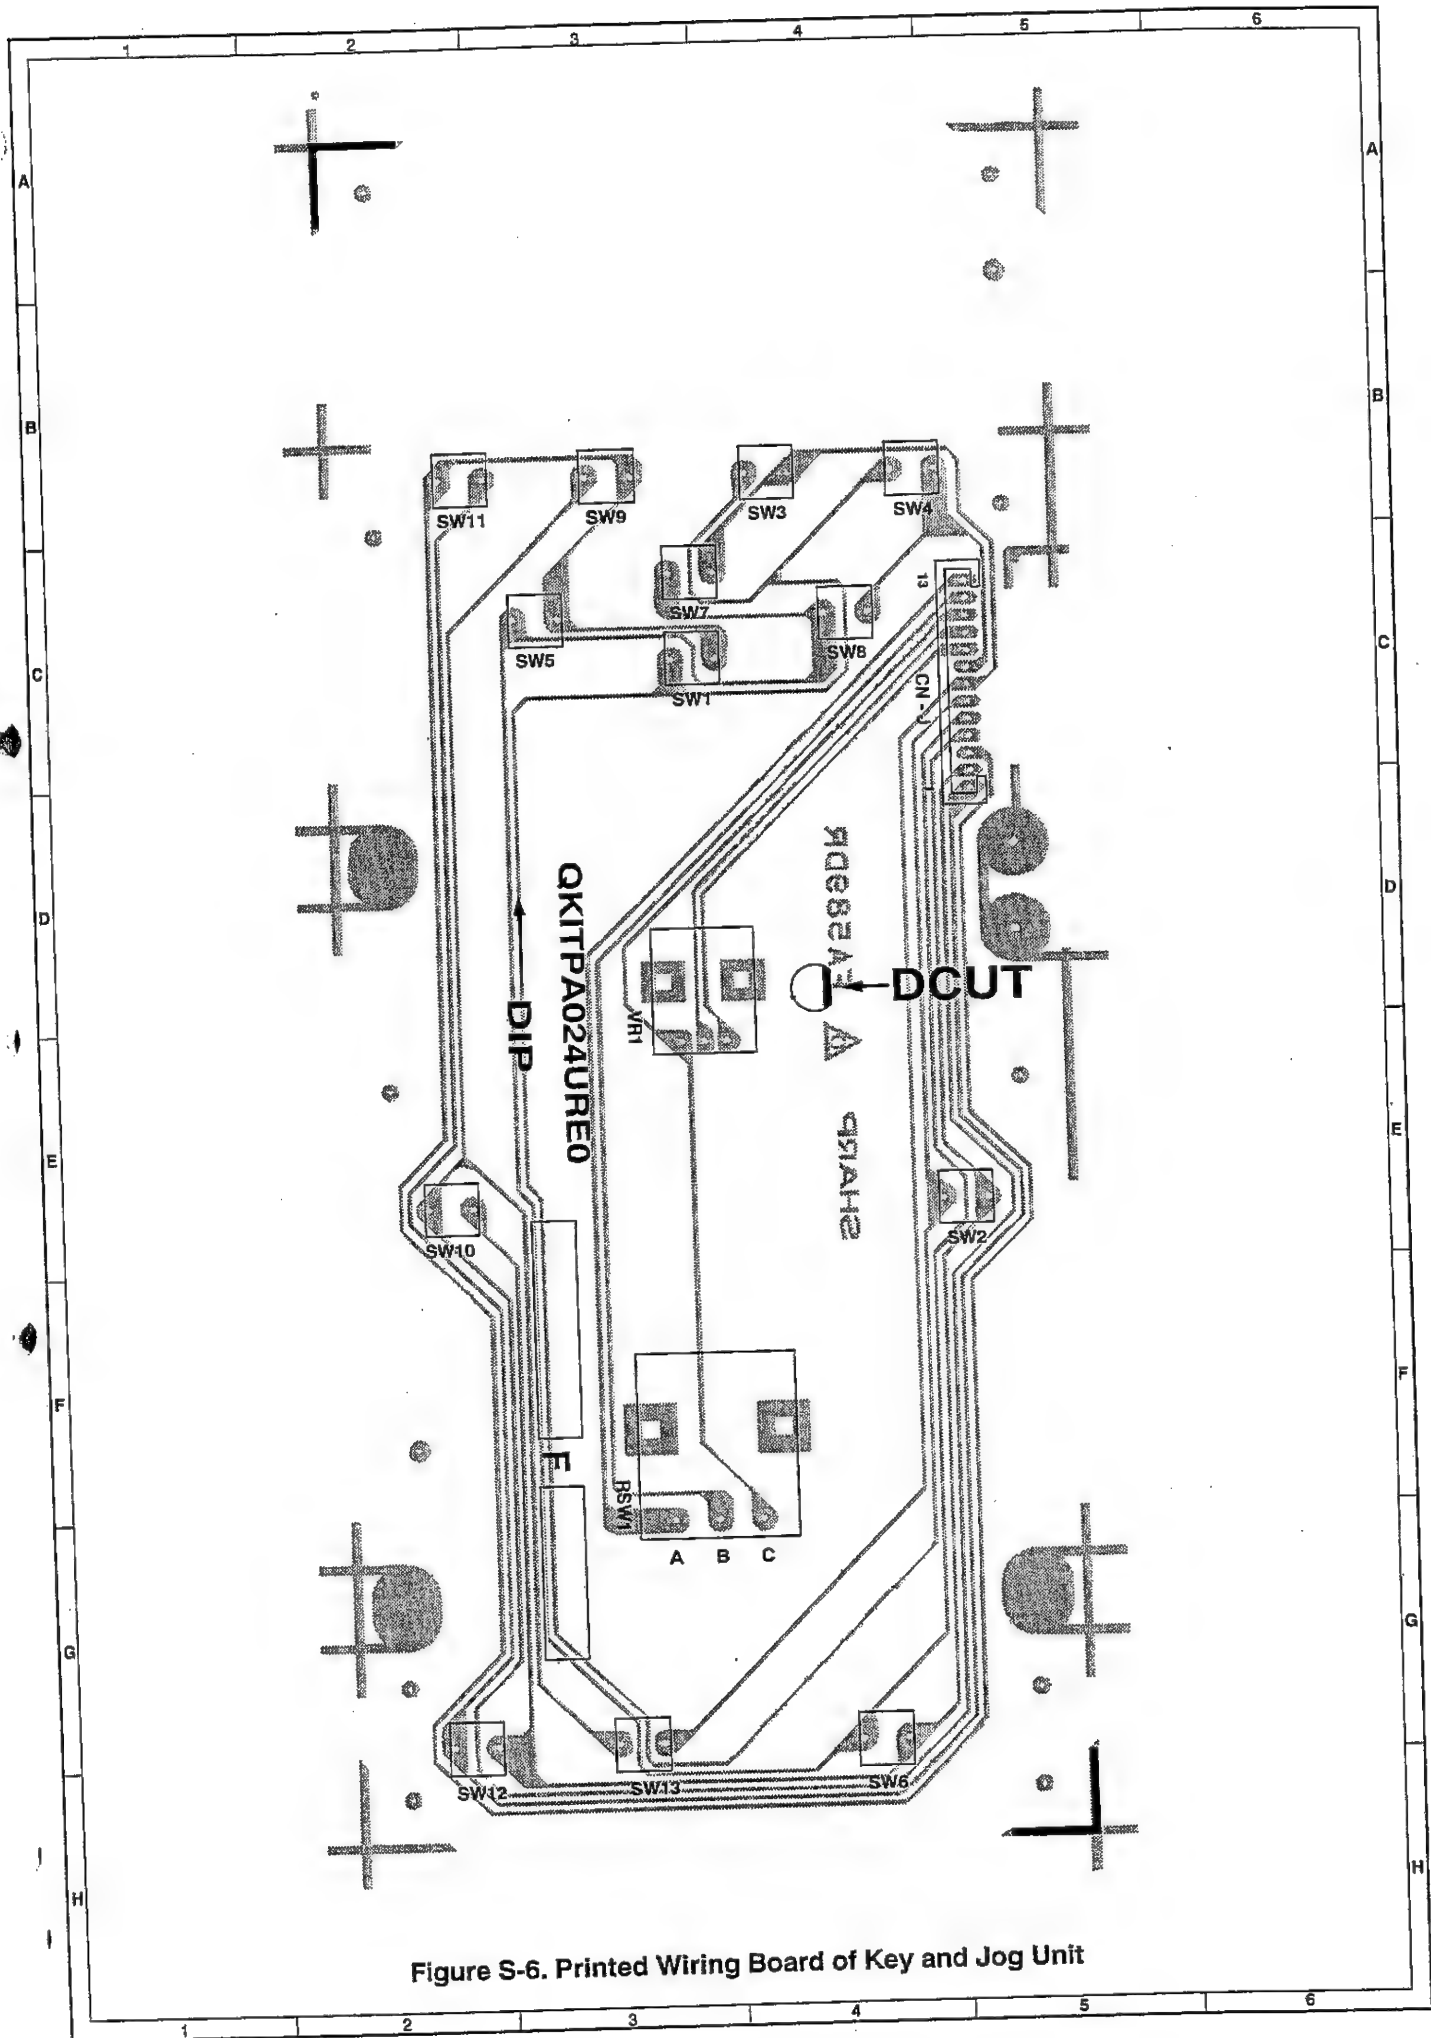 1 2 3 4 5 6
A A
B B
SW11 SW9 SW3 SW4
13
SW7
SW5 SW8
C C
SW1 CN - J
1
D D
QKITPA024URE0
DIP
DCUT
VR1
SHARP
E E
SW10 SW2
F F
F
RSW1
A B C
G G
SW12 SW13 SW6
H H
Figure S-6. Printed Wiring Board of Key and Jog Unit
1 2 3 4 5 6